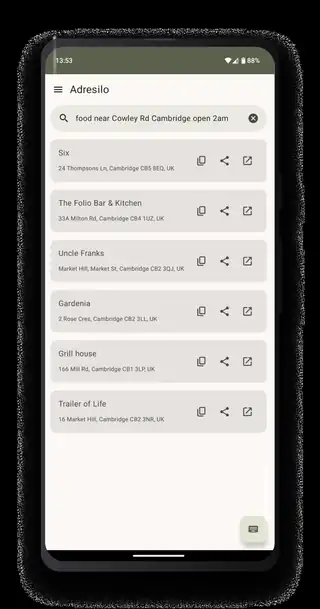 13:53
88%
Adresilo
food near Cowley Rd Cambridge open 2am
Six
24 Thompsons Ln, Cambridge CB5 8EQ, UK
The Folio Bar & Kitchen
33A Milton Rd, Cambridge CB4 1UZ, UK
Uncle Franks
Market Hill, Market St, Cambridge CB2 3QJ, UK
Gardenia
2 Rose Cres, Cambridge CB2 3LL, UK
Grill house
166 Mill Rd, Cambridge CB1 3LP, UK
Trailer of Life
16 Market Hill, Cambridge CB2 3NR, UK